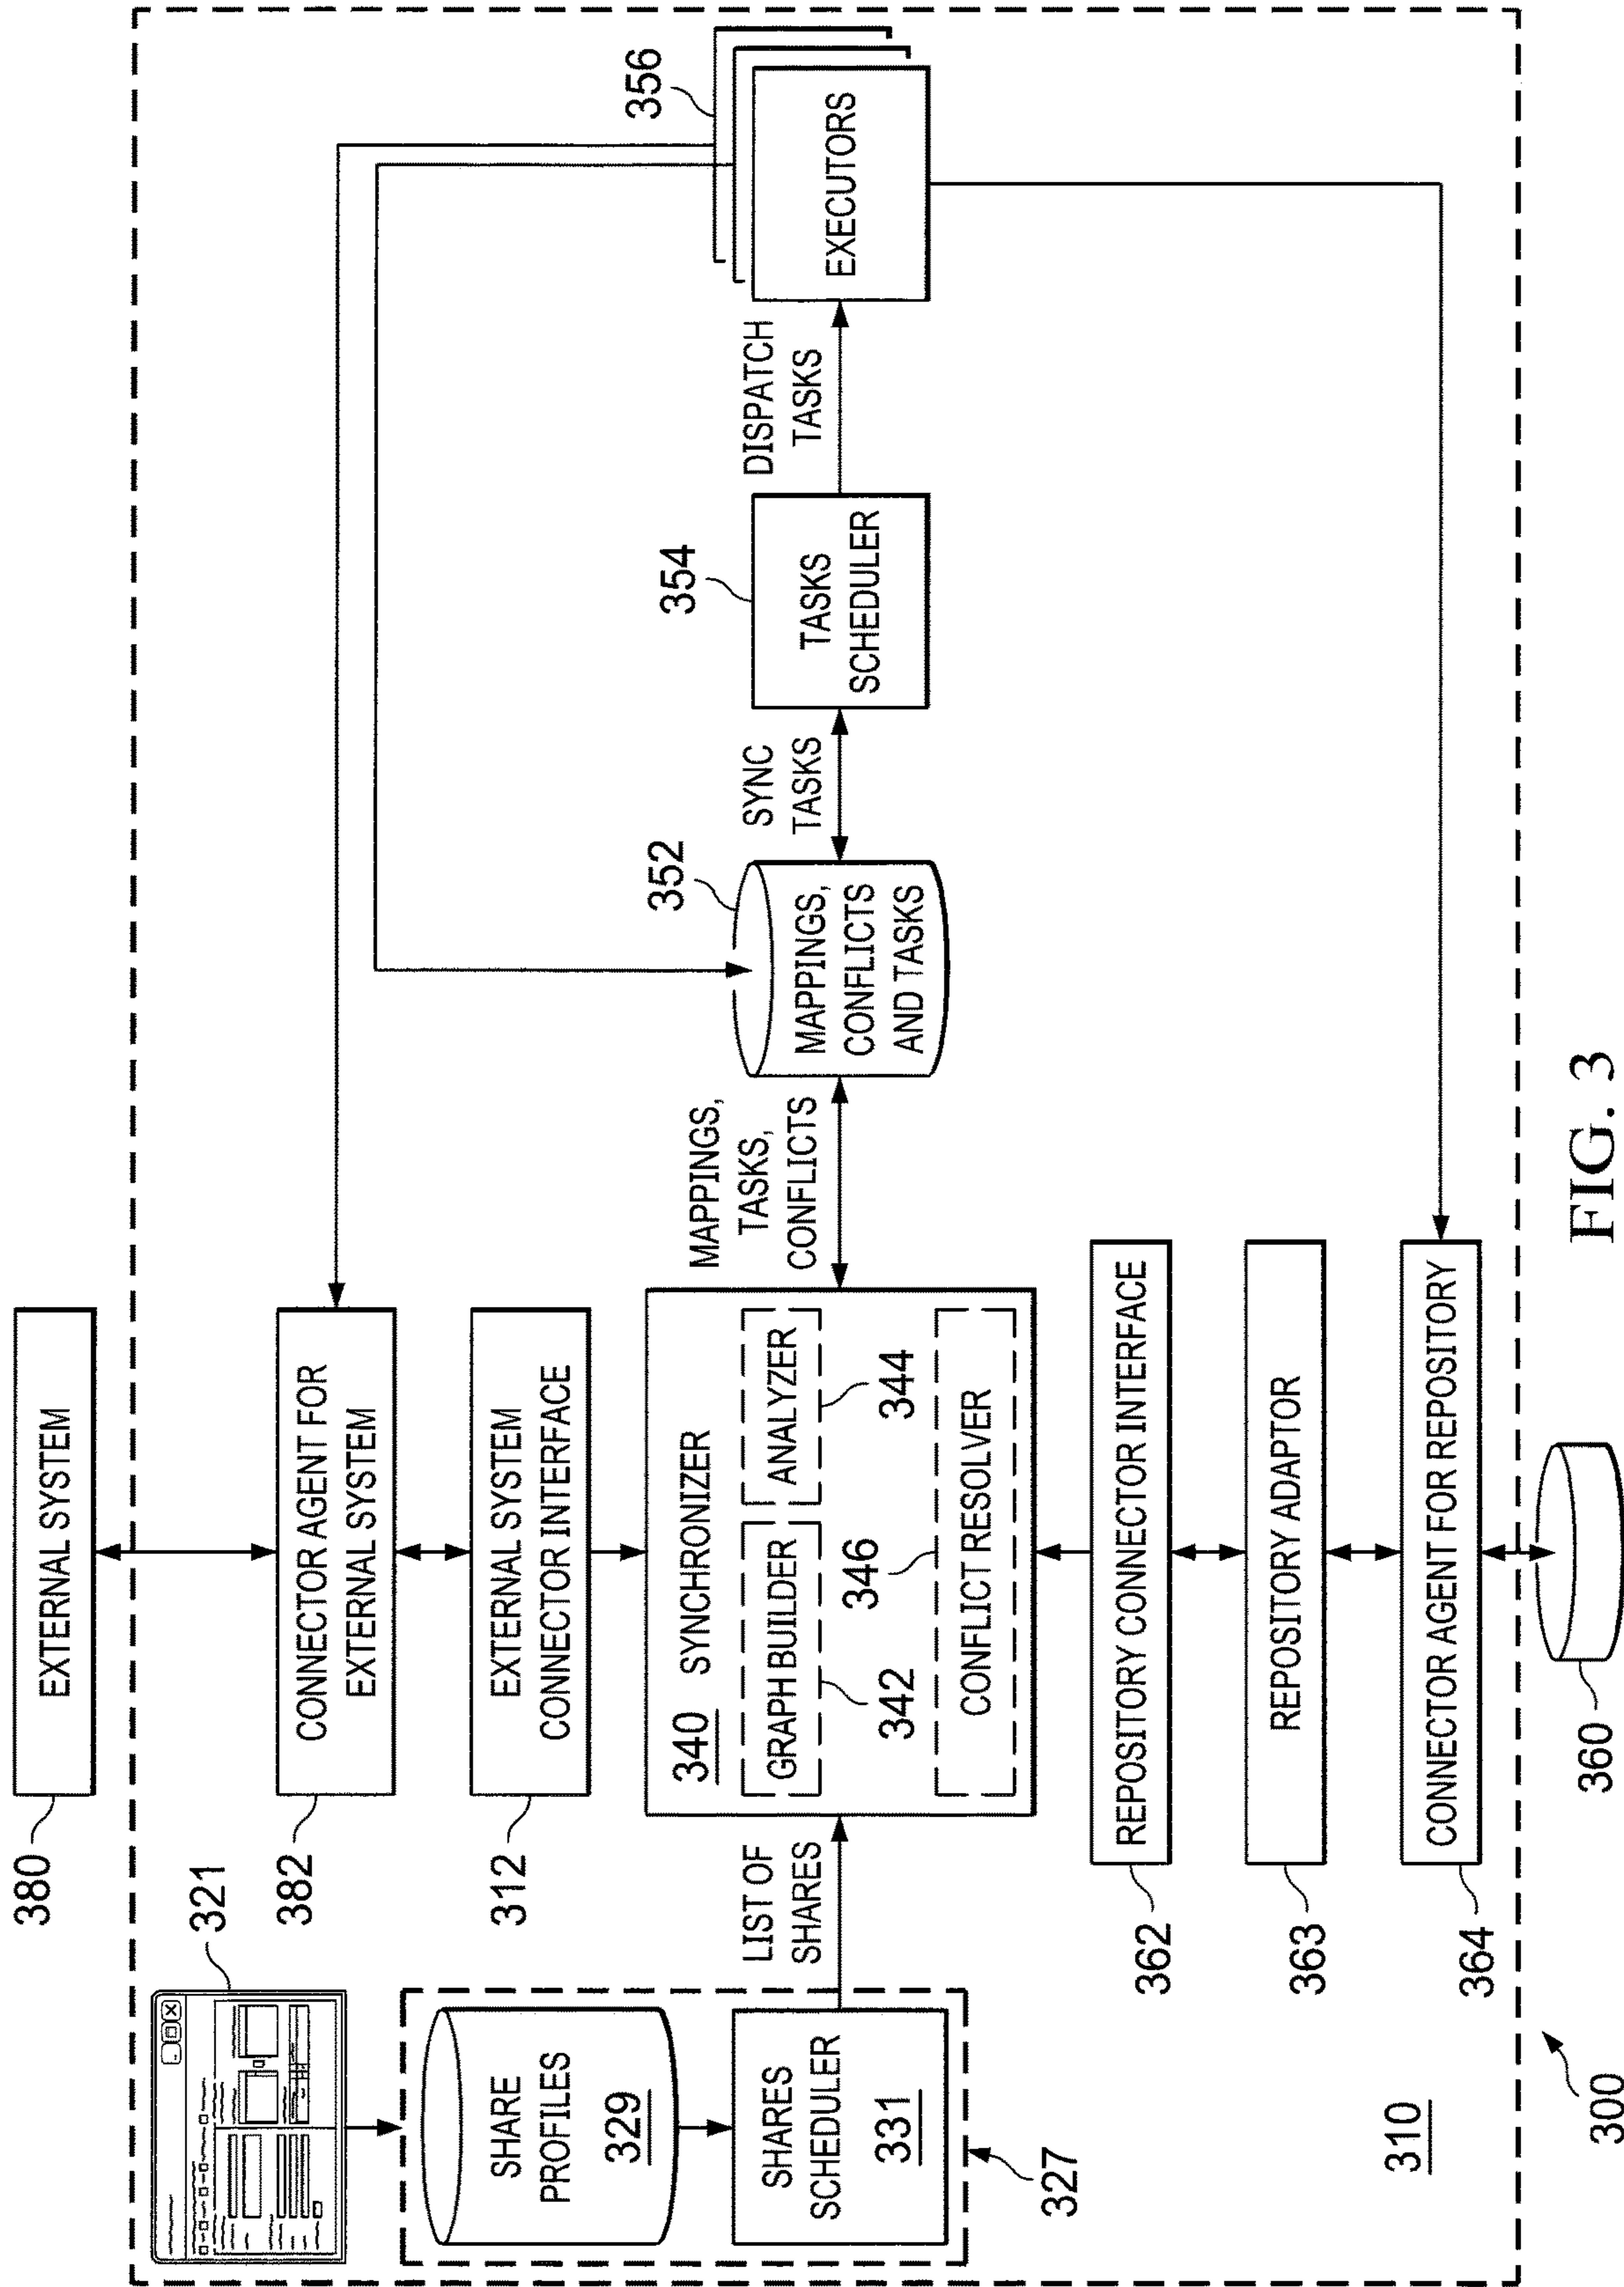 380
EXTERNAL SYSTEM
321
382
CONNECTOR AGENT FOR
EXTERNAL SYSTEM
312
EXTERNAL SYSTEM
CONNECTOR INTERFACE
SHARE
PROFILES
329
SHARES
SCHEDULER
331
327
LIST OF
SHARES
340 SYNCHRONIZER
GRAPH BUILDER
ANALYZER
342
346
344
CONFLICT RESOLVER
MAPPINGS,
TASKS,
CONFLICTS
352
MAPPINGS,
CONFLICTS
AND TASKS
SYNC
TASKS
354
TASKS
SCHEDULER
DISPATCH
TASKS
356
EXECUTORS
362
REPOSITORY CONNECTOR INTERFACE
363
REPOSITORY ADAPTOR
364
CONNECTOR AGENT FOR REPOSITORY
310
300
360
FIG. 3